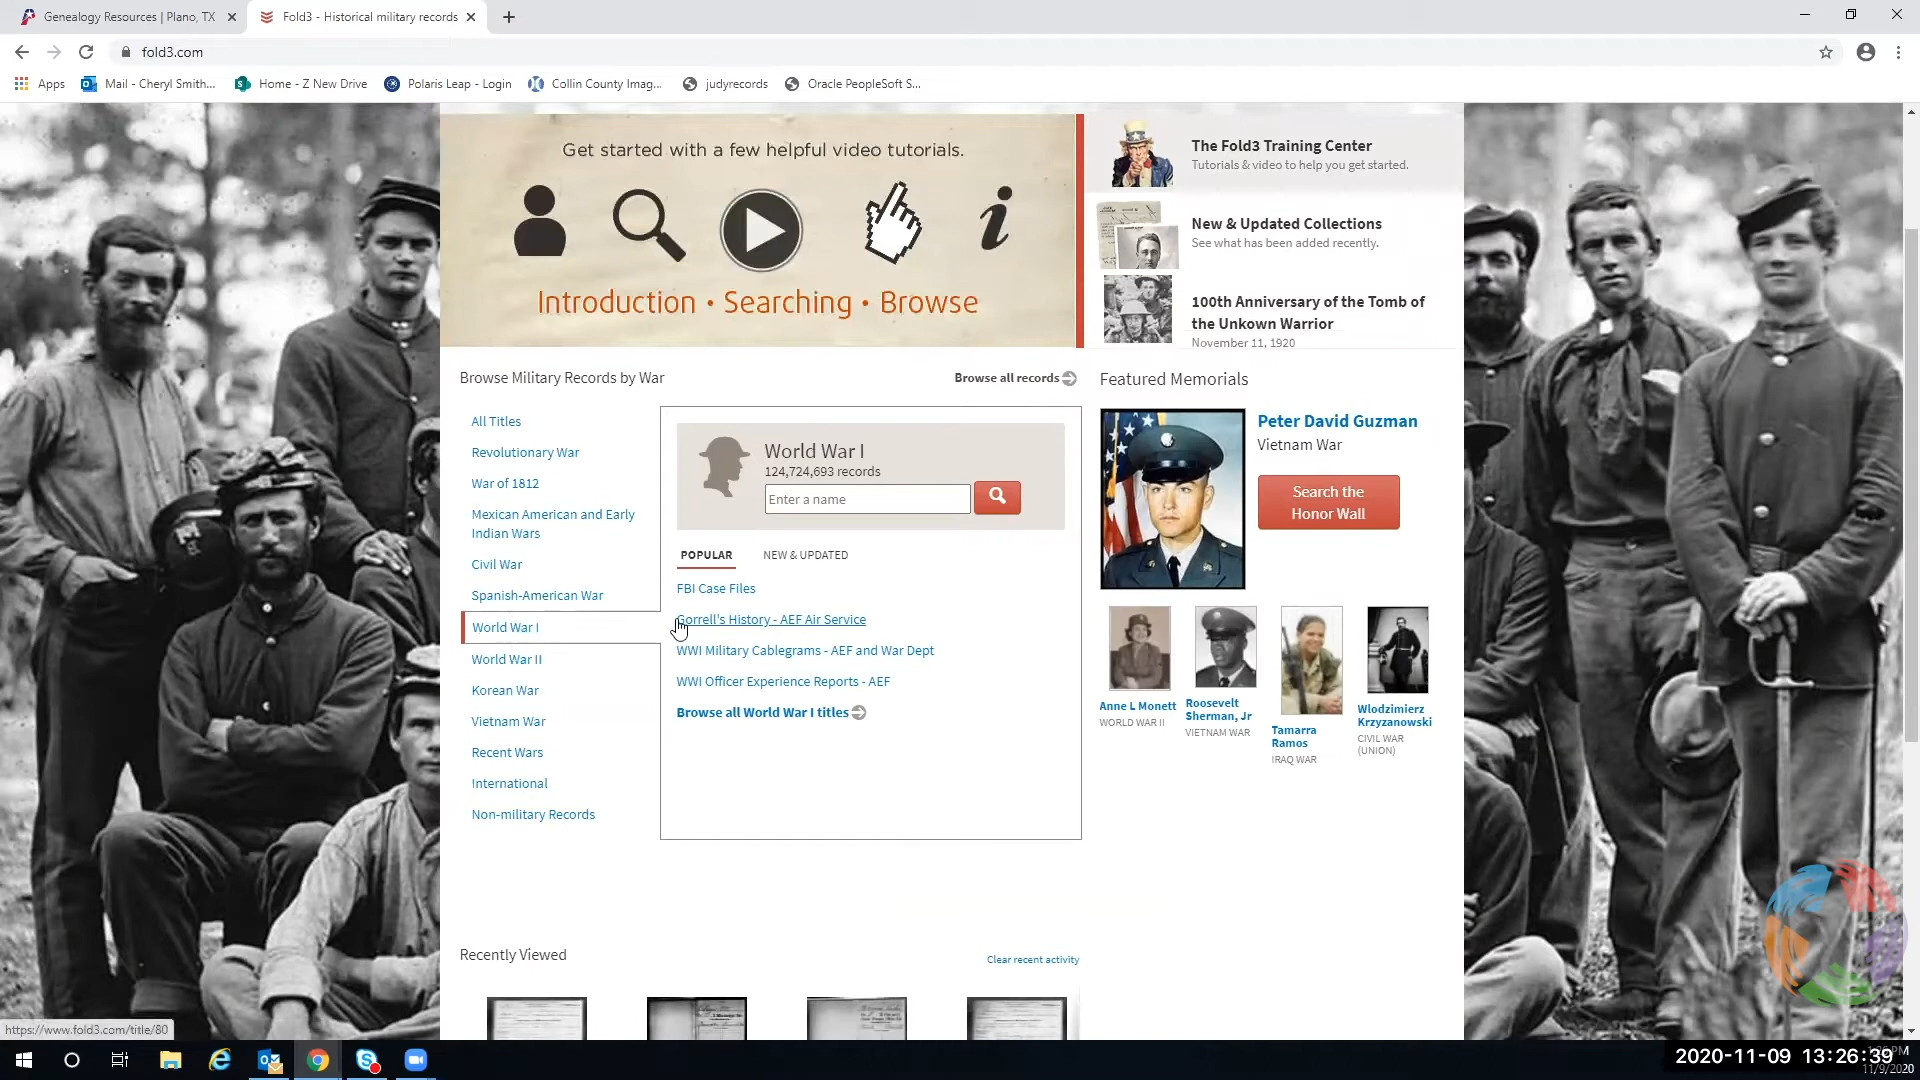 Genealogy Resources | Plano, TX
Fold3 - Historical military records
fold3.com
Apps
Mail - Cheryl Smith...
Home - Z New Drive
Polaris Leap - Login
Collin County Imag...
judyrecords
Oracle PeopleSoft S...
Get started with a few helpful video tutorials.
Introduction • Searching • Browse
The Fold3 Training Center
Tutorials & video to help you get started.
New & Updated Collections
See what has been added recently.
100th Anniversary of the Tomb of
the Unkown Warrior
November 11, 1920
Browse Military Records by War
Browse all records
All Titles
Revolutionary War
War of 1812
Mexican American and Early
Indian Wars
Civil War
Spanish-American War
World War I
World War II
Korean War
Vietnam War
Recent Wars
International
Non-military Records
World War I
124,724,693 records
Enter a name
POPULAR
NEW & UPDATED
FBI Case Files
Gorrell's History - AEF Air Service
WWI Military Cablegrams - AEF and War Dept
WWI Officer Experience Reports - AEF
Browse all World War I titles
Featured Memorials
Peter David Guzman
Vietnam War
Search the
Honor Wall
Anne L Monett
WORLD WAR II
Roosevelt
Sherman, Jr
VIETNAM WAR
Tamarra
Ramos
IRAQ WAR
Wlodzimierz
Krzyzanowski
CIVIL WAR
(UNION)
Recently Viewed
Clear recent activity
https://www.fold3.com/title/80
2020-11-09 13:26:39
11/9/2020